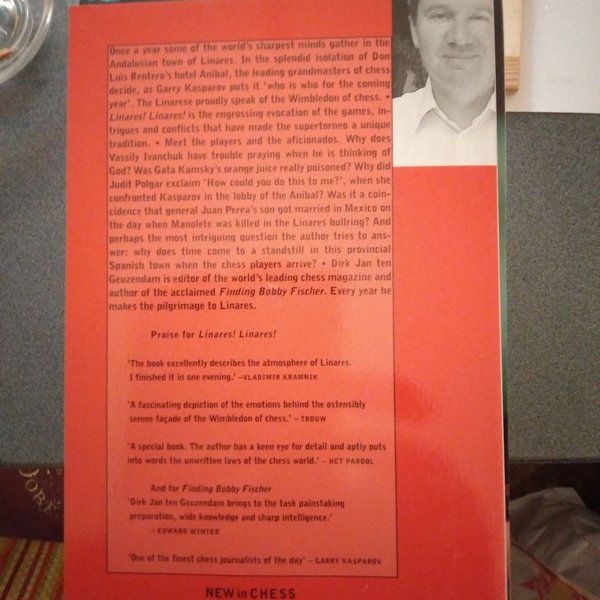 Once a year some of the world's sharpest minds gather in the
Andalusian town of Linares. In the splendid isolation of Don
Luis Rentero's hotel Anibal, the leading grandmasters of chess
decide, as Garry Kasparov puts it 'who is who for the coming
year'. The Linarese proudly speak of the Wimbledon of chess. •
Linares! Linares! is the engrossing evocation of the games, in-
trigues and conflicts that have made the supertorneo a unique
tradition. • Meet the players and the aficionados. Why does
Vassily Ivanchuk have trouble praying when he is thinking of
God? Was Gata Kamsky's orange juice really poisoned? Why did
Judit Polgar exclaim 'How could you do this to me?', when she
confronted Kasparov in the lobby of the Anibal? Was it a coin-
cidence that general Juan Perea's son got married in Mexico on
the day when Manolete was killed in the Linares bullring? And
perhaps the most intriguing question the author tries to ans-
wer: why does time come to a standstill in this provincial
Spanish town when the chess players arrive? • Dirk Jan ten
Geuzendam is editor of the world's leading chess magazine and
author of the acclaimed Finding Bobby Fischer. Every year he
makes the pilgrimage to Linares.
Praise for Linares! Linares!
'The book excellently describes the atmosphere of Linares.
I finished it in one evening.' –VLADIMIR KRAMNIK
'A fascinating depiction of the emotions behind the ostensibly
serene façade of the Wimbledon of chess.' – TROUW
'A special book. The author has a keen eye for detail and aptly puts
into words the unwritten laws of the chess world.' – HET PAROOL
And for Finding Bobby Fischer
'Dirk Jan ten Geuzendam brings to the task painstaking
preparation, wide knowledge and sharp intelligence.'
– EDWARD WINTER
'One of the finest chess journalists of the day' – GARRY KASPAROV
NEW in CHESS